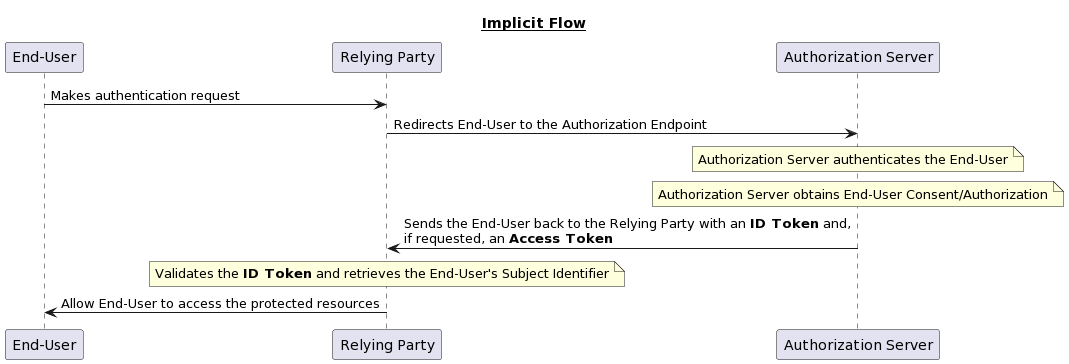 Implicit Flow
End-User
Relying Party
Authorization Server
Makes authentication request
Redirects End-User to the Authorization Endpoint
Authorization Server authenticates the End-User
Authorization Server obtains End-User Consent/Authorization
Sends the End-User back to the Relying Party with an ID Token and,
if requested, an Access Token
Validates the ID Token and retrieves the End-User's Subject Identifier
Allow End-User to access the protected resources
End-User
Relying Party
Authorization Server